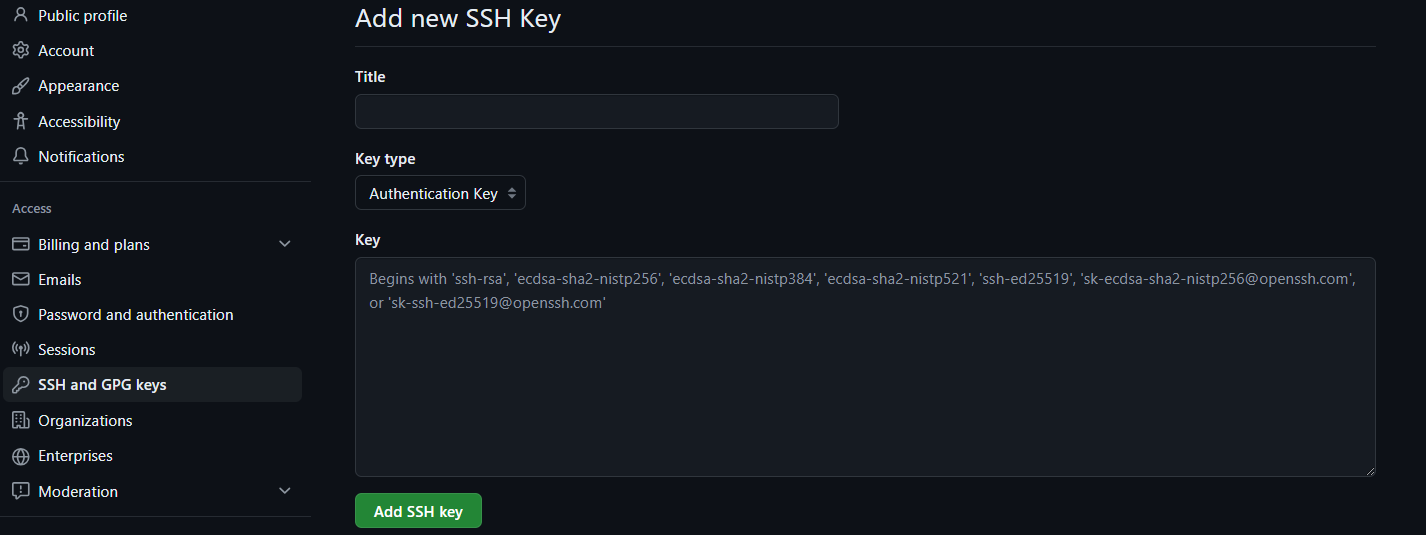 Public profile
Account
Appearance
Accessibility
Notifications
Access
Billing and plans
Emails
Password and authentication
Sessions
SSH and GPG keys
Organizations
Enterprises
Moderation
Add new SSH Key
Title
Key type
Authentication Key
Key
Begins with 'ssh-rsa', 'ecdsa-sha2-nistp256', 'ecdsa-sha2-nistp384', 'ecdsa-sha2-nistp521', 'ssh-ed25519', 'sk-ecdsa-sha2-nistp256@openssh.com',
or 'sk-ssh-ed25519@openssh.com'
Add SSH key